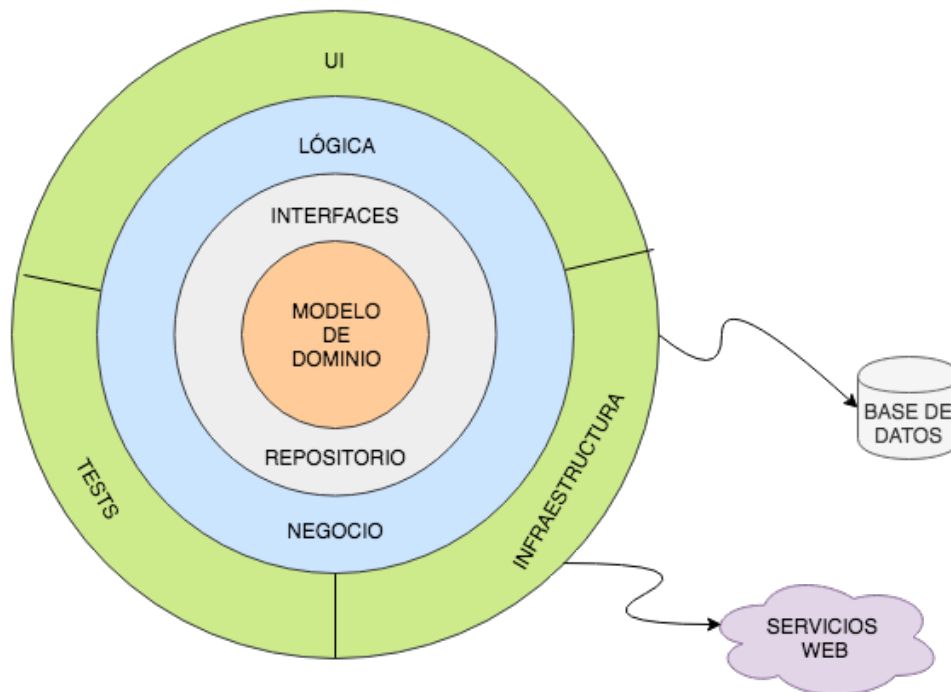 UI
LÓGICA
INTERFACES
MODELO
DE
DOMINIO
REPOSITORIO
NEGOCIO
TESTS
INFRAESTRUCTURA
BASE DE
DATOS
SERVICIOS
WEB